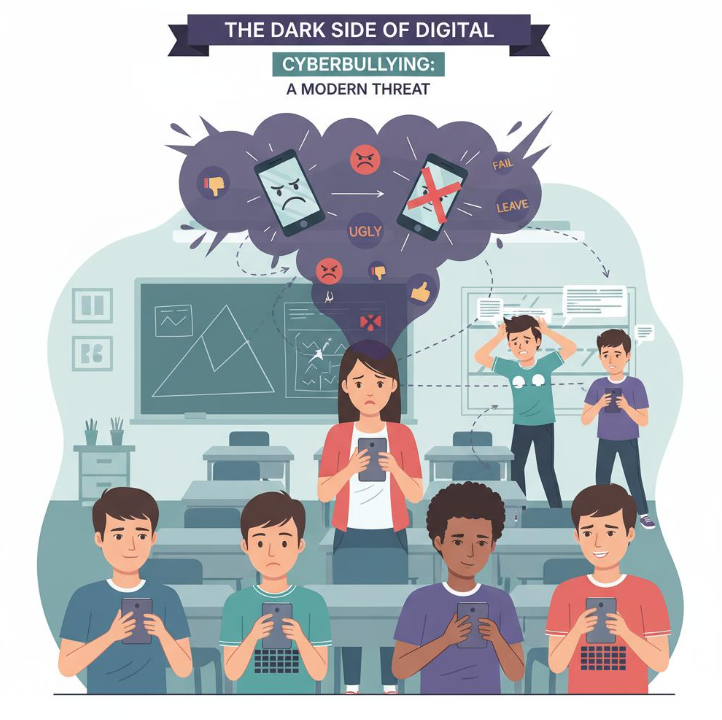 THE DARK SIDE OF DIGITAL
CYBERBULLYING:
A MODERN THREAT
FAIL
LEAVE
UGLY